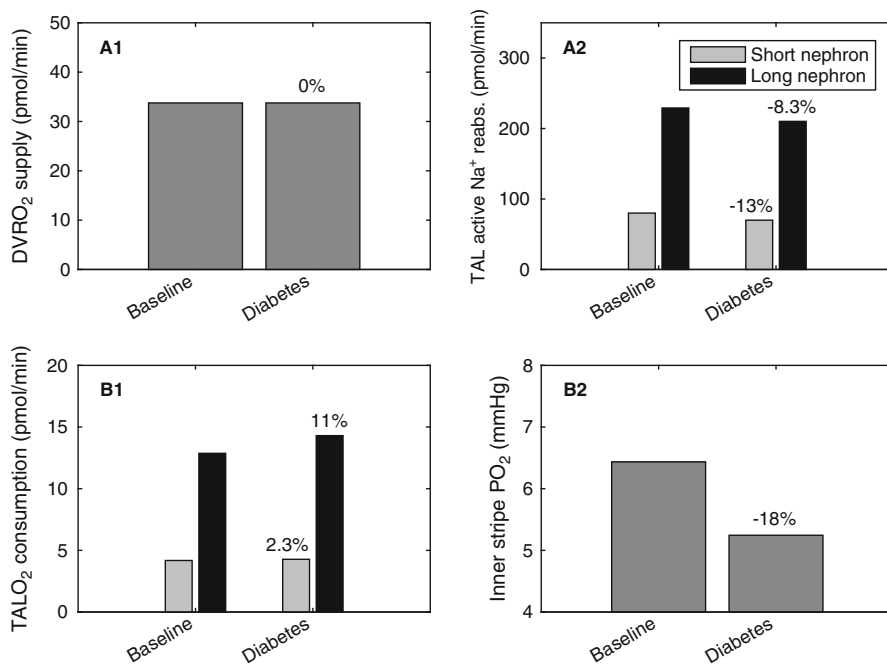 A1
DVRO₂ supply (pmol/min)
50
40
30
20
10
0
0%
Baseline
Diabetes
A2
TAL active Na⁺ reabs. (pmol/min)
300
200
100
0
Short nephron
Long nephron
-8.3%
-13%
Baseline
Diabetes
B1
TALO₂ consumption (pmol/min)
20
15
10
5
0
11%
2.3%
Baseline
Diabetes
B2
Inner stripe PO₂ (mmHg)
8
7
6
5
4
-18%
Baseline
Diabetes